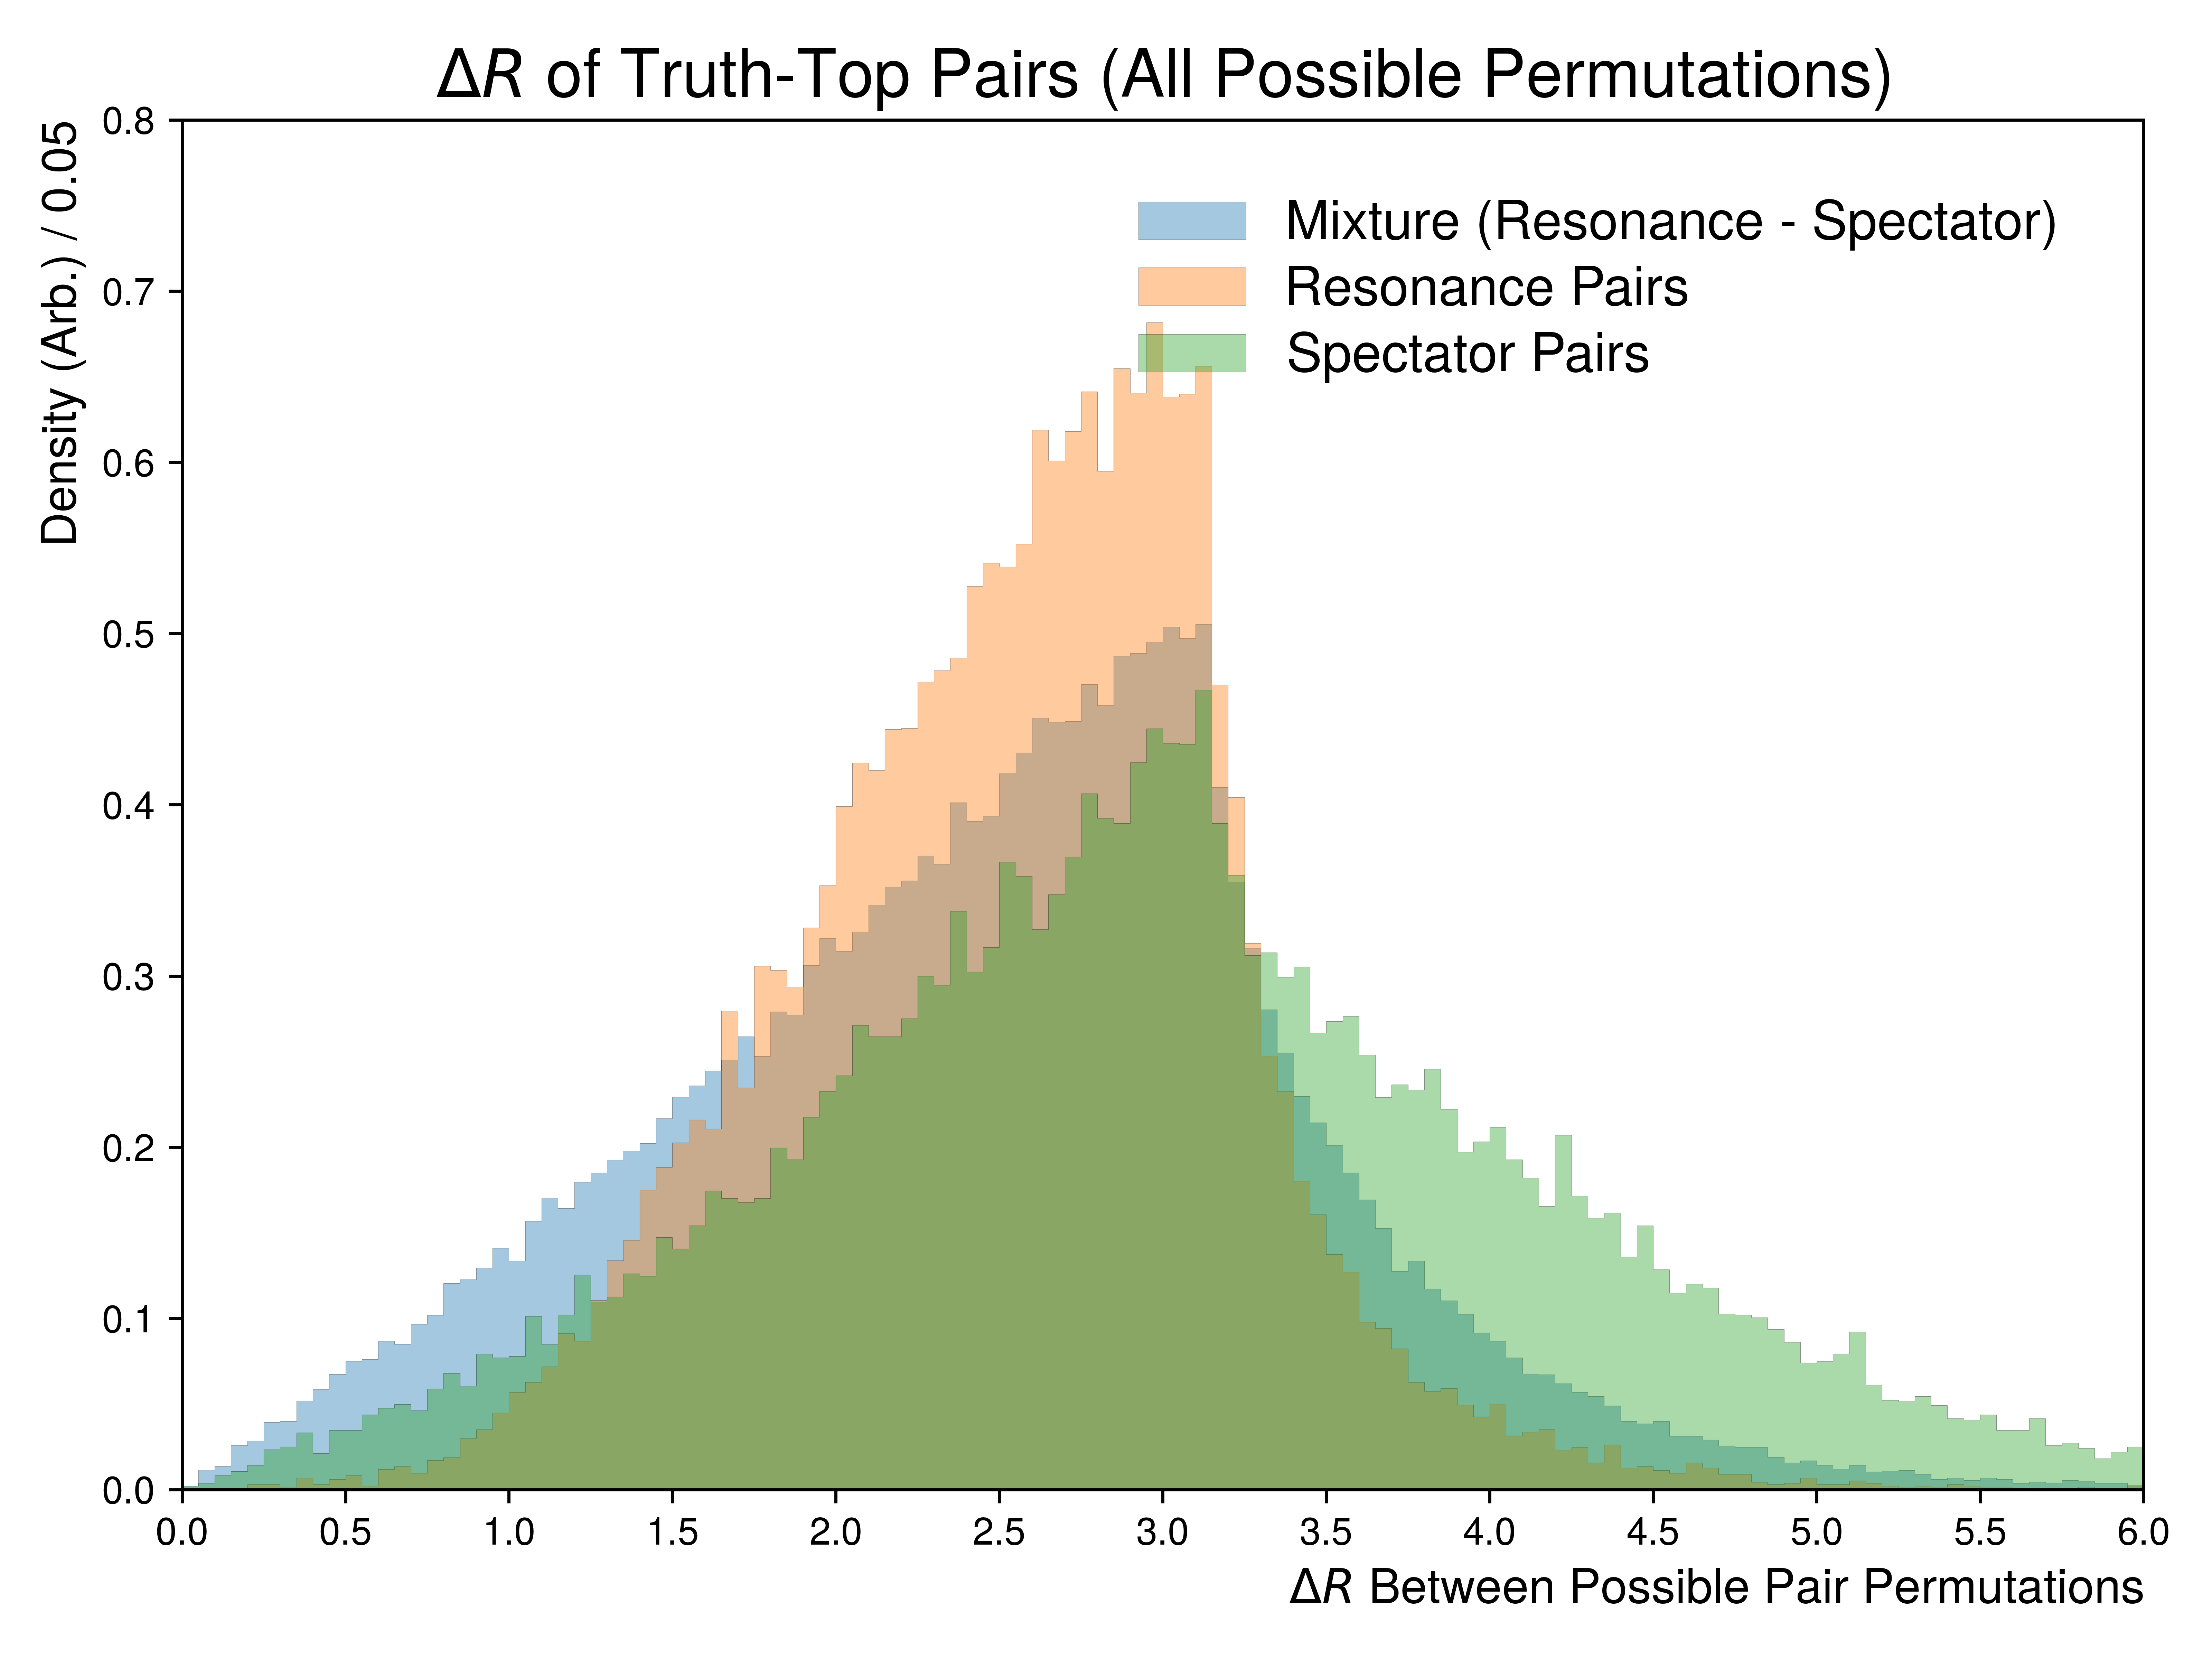 ΔR of Truth-Top Pairs (All Possible Permutations)
Density (Arb.) / 0.05
0.8
0.7
0.6
0.5
0.4
0.3
0.2
0.1
0.0
Mixture (Resonance - Spectator)
Resonance Pairs
Spectator Pairs
0.0 0.5 1.0 1.5 2.0 2.5 3.0 3.5 4.0 4.5 5.0 5.5 6.0
ΔR Between Possible Pair Permutations